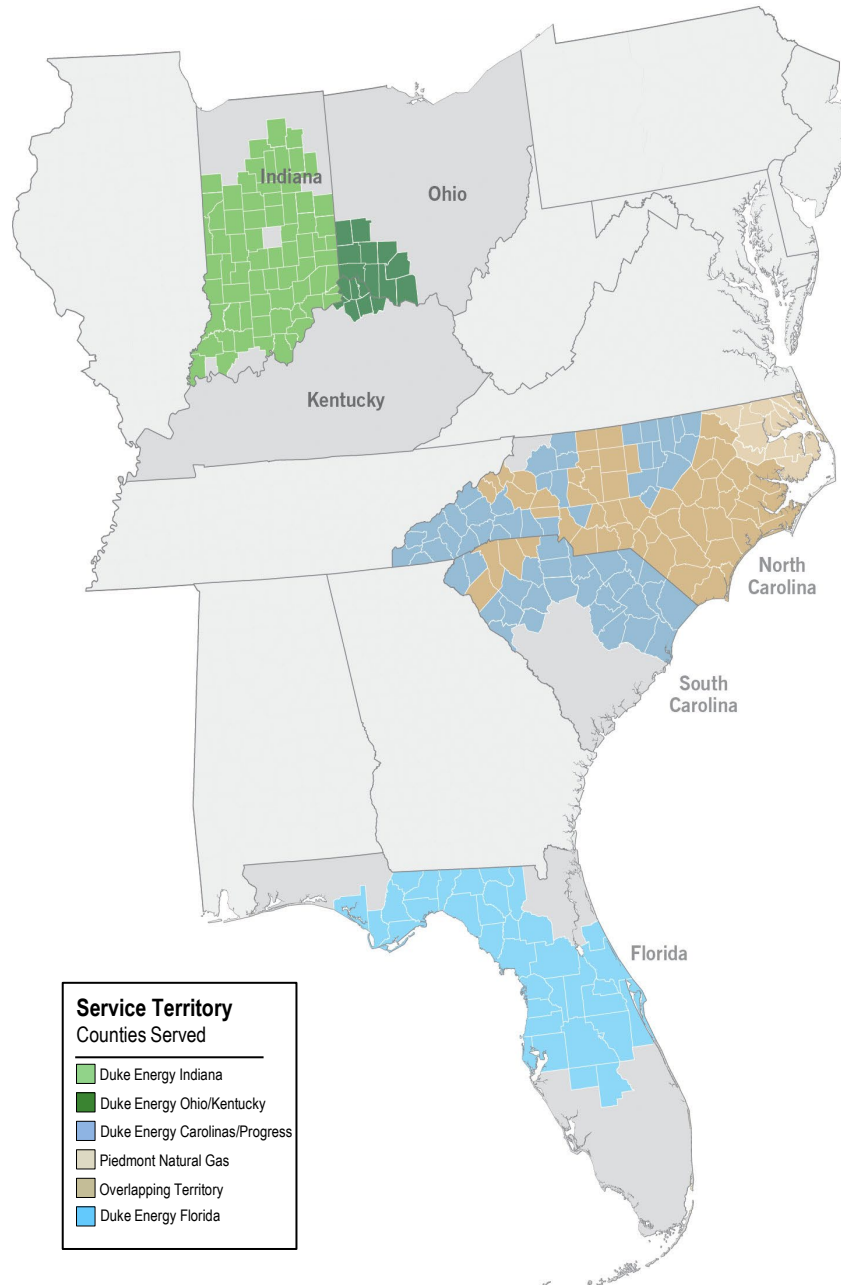 Indiana
Ohio
Kentucky
North
Carolina
South
Carolina
Florida
Service Territory
Counties Served
Duke Energy Indiana
Duke Energy Ohio/Kentucky
Duke Energy Carolinas/Progress
Piedmont Natural Gas
Overlapping Territory
Duke Energy Florida